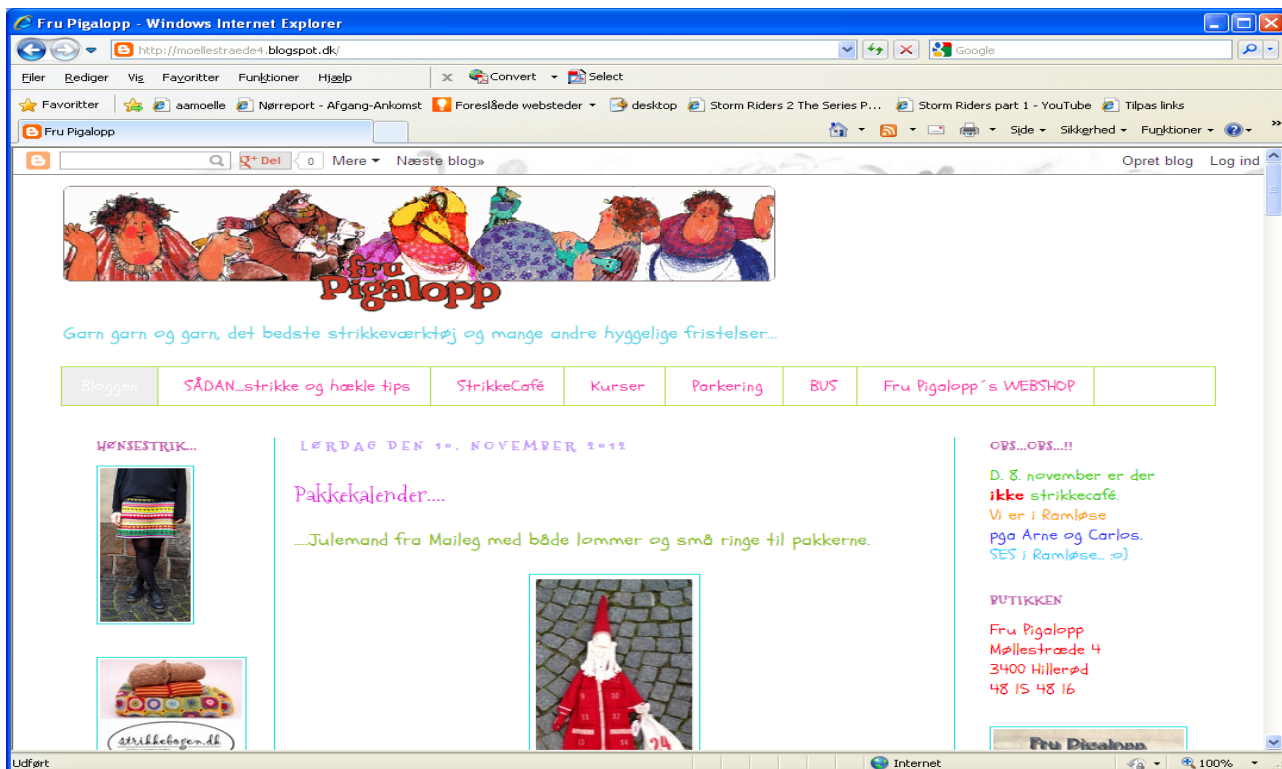 Fru Pigalopp - Windows Internet Explorer
http://moellestraede4.blogspot.dk/
Google
Filer Rediger Vis Favoritter Funktioner Hjælp x Convert Select
Favoritter aamoelle Nørreport - Afgang-Ankomst Foreslåede websteder desktop Storm Riders 2 The Series P... Storm Riders part 1 - YouTube Tilpas links
Fru Pigalopp
Side Sikkerhed Funktioner »
g+ Del 0 Mere Næste blog» Opret blog Log ind
fru
Pigalopp
Garn garn og garn, det bedste strikkeværktøj og mange andre hyggelige fristelser...
Bloggen SÅDAN...strikke og hækle tips StrikkeCafé Kurser Parkering BUS Fru Pigalopp´s WEBSHOP
HØNSESTRIK...
strikkebogen.dk
LØRDAG DEN 10. NOVEMBER 2012
Pakkekalender....
....Julemand fra Maileg med både lommer og små ringe til pakkerne.
10
11 12
13 14
24
OBS...OBS...!!
D. 8. november er der
ikke strikkecafé.
Vi er i Ramløse
pga Arne og Carlos.
SES i Ramløse... :o)
BUTIKKEN
Fru Pigalopp
Møllestræde 4
3400 Hillerød
48 15 48 16
Fru Pigalopp
Udført Internet 100%